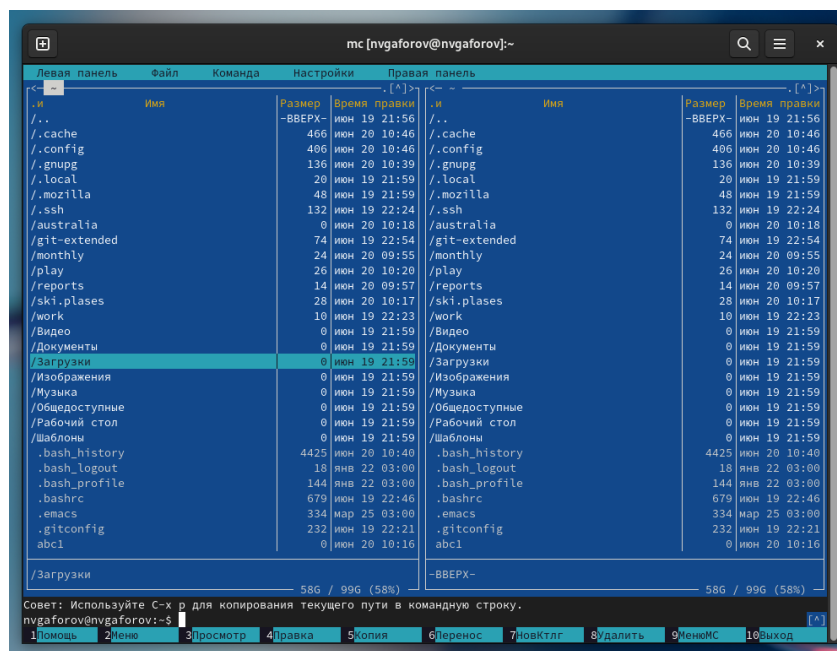 mc [nvgaforov@nvgaforov]:~
Левая панель Файл Команда Настройки Правая панель
<— ~ .[^]> <— ~ .[^]>
.и Имя Размер Время правки .и Имя Размер Время правки
/.. -ВВЕРХ- июн 19 21:56 /.. -ВВЕРХ- июн 19 21:56
/.cache 466 июн 20 10:46 /.cache 466 июн 20 10:46
/.config 406 июн 20 10:46 /.config 406 июн 20 10:46
/.gnupg 136 июн 20 10:39 /.gnupg 136 июн 20 10:39
/.local 20 июн 19 21:59 /.local 20 июн 19 21:59
/.mozilla 48 июн 19 21:59 /.mozilla 48 июн 19 21:59
/.ssh 132 июн 19 22:24 /.ssh 132 июн 19 22:24
/australia 0 июн 20 10:18 /australia 0 июн 20 10:18
/git-extended 74 июн 19 22:54 /git-extended 74 июн 19 22:54
/monthly 24 июн 20 09:55 /monthly 24 июн 20 09:55
/play 26 июн 20 10:20 /play 26 июн 20 10:20
/reports 14 июн 20 09:57 /reports 14 июн 20 09:57
/ski.plases 28 июн 20 10:17 /ski.plases 28 июн 20 10:17
/work 10 июн 19 22:23 /work 10 июн 19 22:23
/Видео 0 июн 19 21:59 /Видео 0 июн 19 21:59
/Документы 0 июн 19 21:59 /Документы 0 июн 19 21:59
/Загрузки 0 июн 19 21:59 /Загрузки 0 июн 19 21:59
/Изображения 0 июн 19 21:59 /Изображения 0 июн 19 21:59
/Музыка 0 июн 19 21:59 /Музыка 0 июн 19 21:59
/Общедоступные 0 июн 19 21:59 /Общедоступные 0 июн 19 21:59
/Рабочий стол 0 июн 19 21:59 /Рабочий стол 0 июн 19 21:59
/Шаблоны 0 июн 19 21:59 /Шаблоны 0 июн 19 21:59
.bash_history 4425 июн 20 10:40 .bash_history 4425 июн 20 10:40
.bash_logout 18 янв 22 03:00 .bash_logout 18 янв 22 03:00
.bash_profile 144 янв 22 03:00 .bash_profile 144 янв 22 03:00
.bashrc 679 июн 19 22:46 .bashrc 679 июн 19 22:46
.emacs 334 мар 25 03:00 .emacs 334 мар 25 03:00
.gitconfig 232 июн 19 22:21 .gitconfig 232 июн 19 22:21
abc1 0 июн 20 10:16 abc1 0 июн 20 10:16
/Загрузки -ВВЕРХ-
58G / 99G (58%) 58G / 99G (58%)
Совет: Используйте C-x p для копирования текущего пути в командную строку.
nvgaforov@nvgaforov:~$ [^]
1Помощь 2Меню 3Просмотр 4Правка 5Копия 6Перенос 7НовКтлг 8Удалить 9МенюМС 10Выход